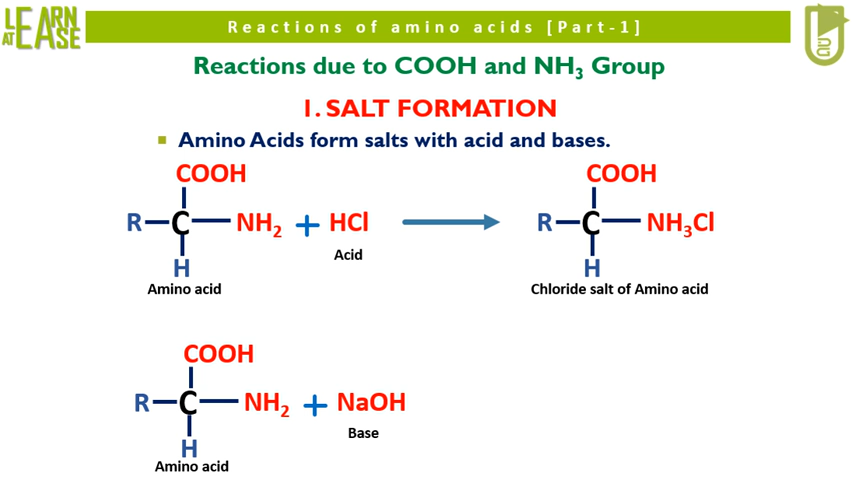 LEARN
AT EASE
Reactions of amino acids [Part-1]
Reactions due to COOH and NH₃ Group
1. SALT FORMATION
Amino Acids form salts with acid and bases.
COOH
R C NH₂ + HCl
H
Acid
Amino acid
COOH
R C NH₃Cl
H
Chloride salt of Amino acid
COOH
R C NH₂ + NaOH
H
Base
Amino acid